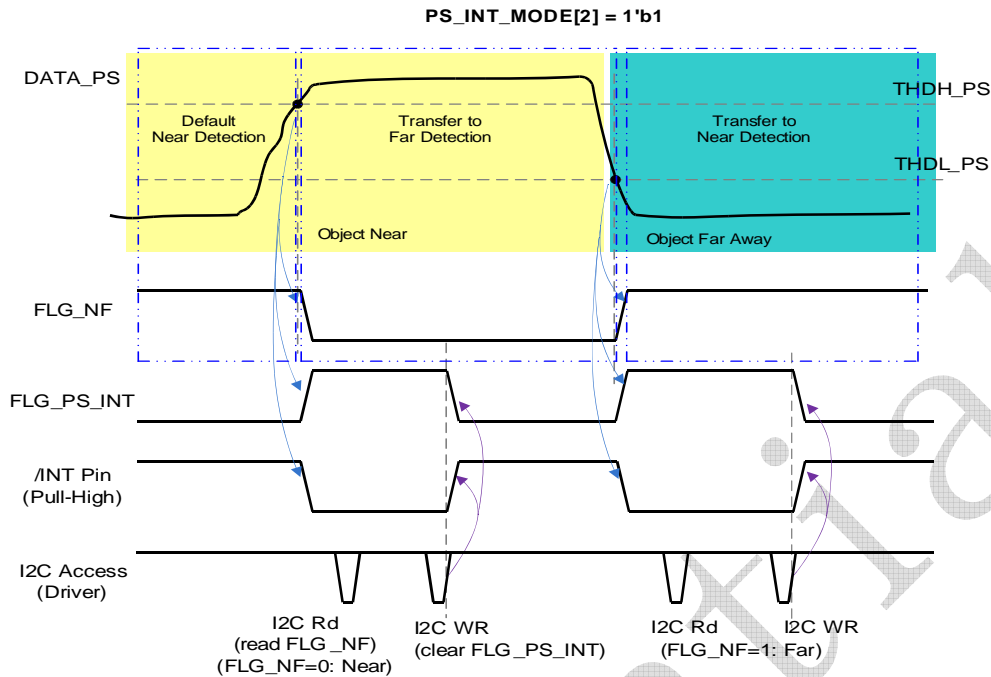 PS_INT_MODE[2] = 1'b1
DATA_PS
THDH_PS
Default
Near Detection
Transfer to
Far Detection
Transfer to
Near Detection
THDL_PS
Object Near
Object Far Away
FLG_NF
FLG_PS_INT
/INT Pin
(Pull-High)
I2C Access
(Driver)
I2C Rd
(read FLG_NF)
(FLG_NF=0: Near)
I2C WR
(clear FLG_PS_INT)
I2C Rd
(FLG_NF=1: Far)
I2C WR